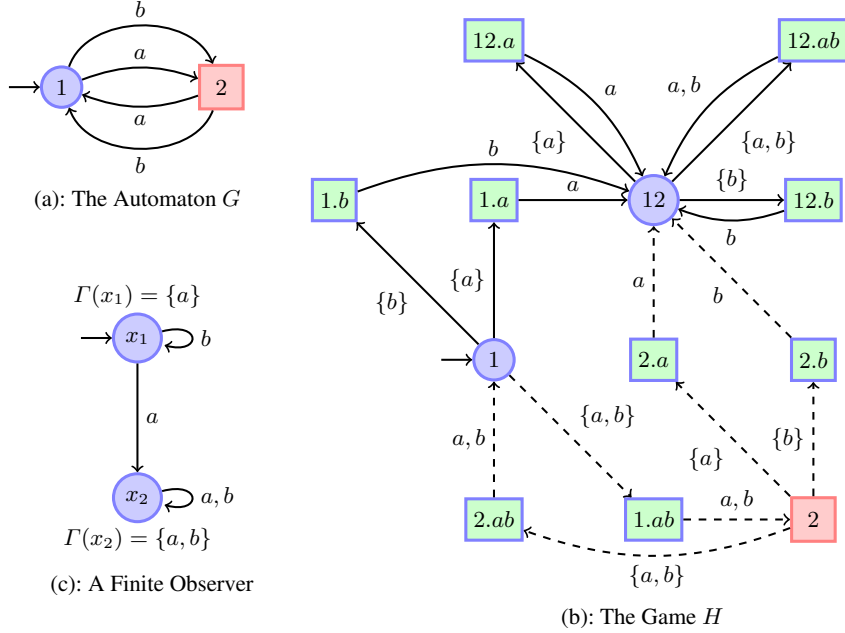 b
a
1
2
a
b
(a): The Automaton G
Γ(x₁) = {a}
x₁
b
a
x₂
a, b
Γ(x₂) = {a, b}
(c): A Finite Observer
12.a
12.ab
a
a, b
{a}
{a, b}
b
{b}
1.b
1.a
a
12
12.b
b
{b}
{a}
a
b
1
2.a
2.b
{a, b}
a, b
{a}
{b}
2.ab
1.ab
a, b
2
{a, b}
(b): The Game H